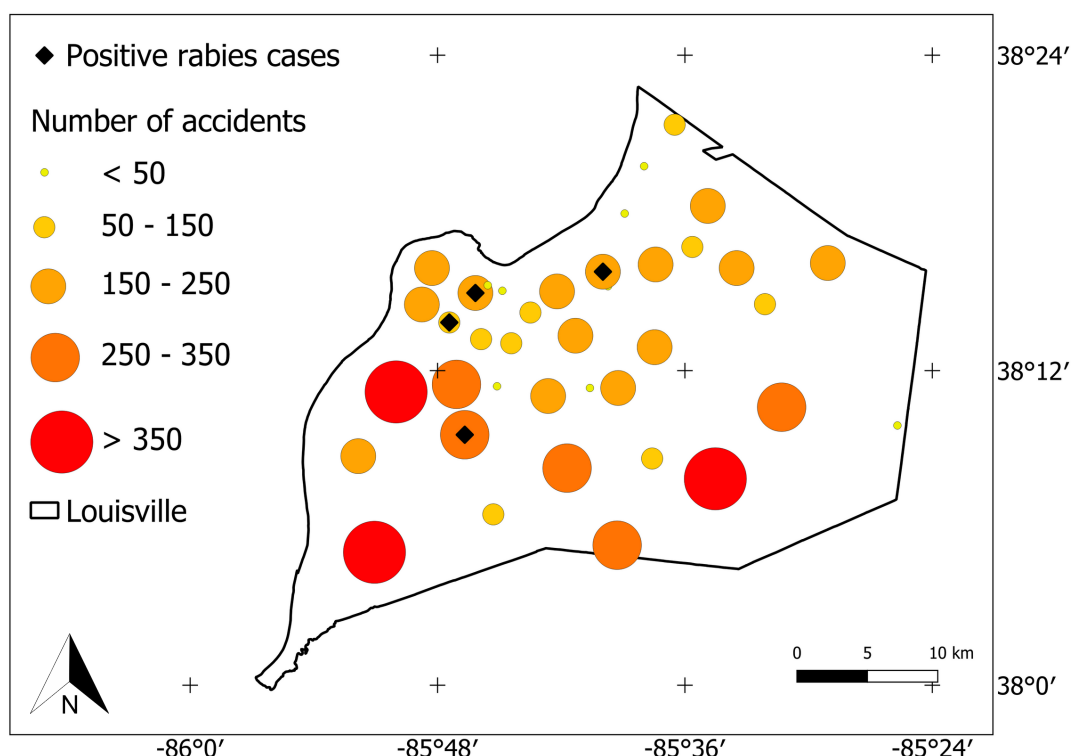 Positive rabies cases
Number of accidents
< 50
50 - 150
150 - 250
250 - 350
> 350
Louisville
N
0 5 10 km
38°24′
38°12′
38°0′
-86°0′ -85°48′ -85°36′ -85°24′